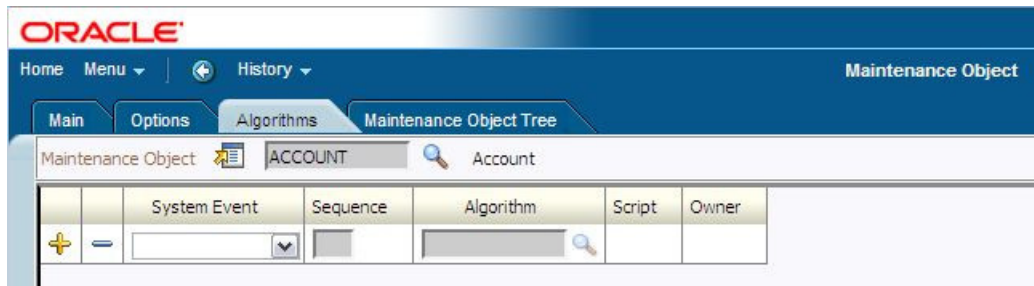 ORACLE
Home Menu History Maintenance Object
Main Options Algorithms Maintenance Object Tree
Maintenance Object ACCOUNT Account
System Event Sequence Algorithm Script Owner